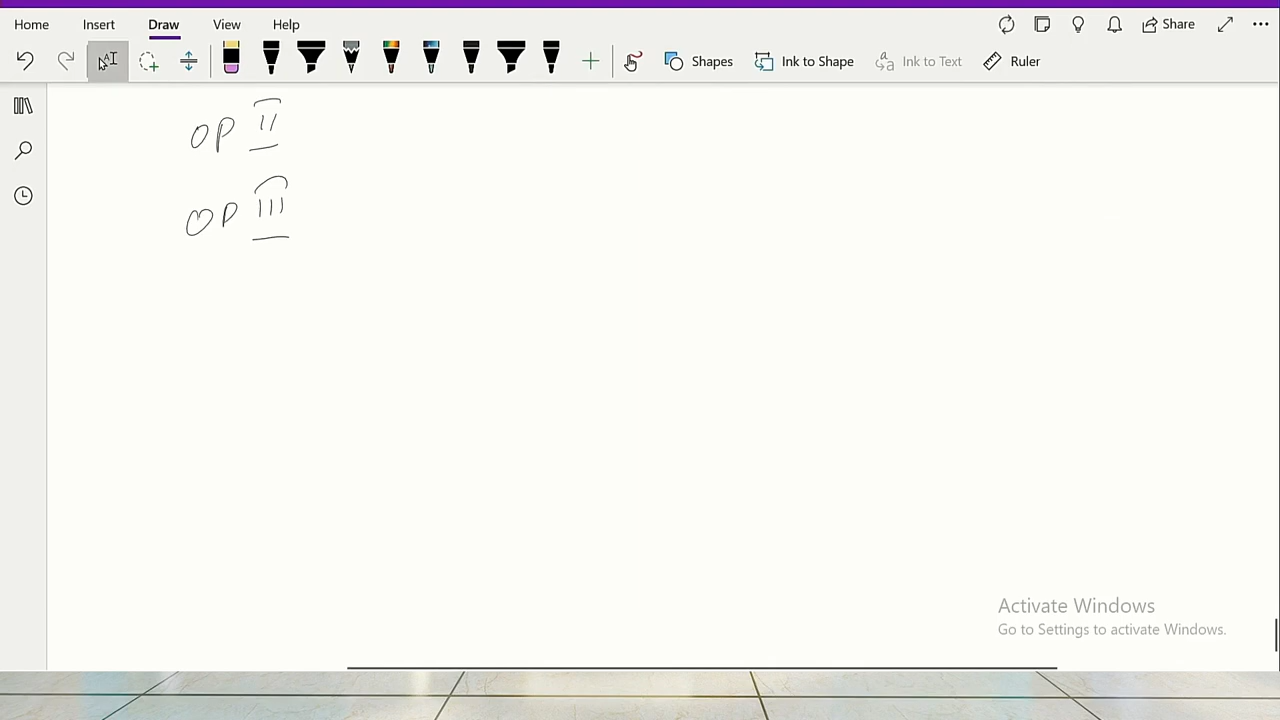 Home Insert Draw View Help Share
Shapes Ink to Shape Ink to Text Ruler
OP II
OP III
Activate Windows
Go to Settings to activate Windows.